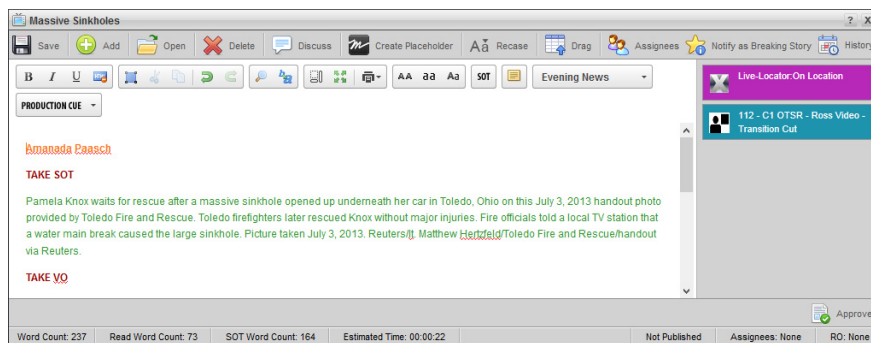 Massive Sinkholes ? X
Save Add Open Delete Discuss Create Placeholder Aä Recase Drag Assignees Notify as Breaking Story History
B I U AA aa Aa SOT Evening News
PRODUCTION CUE
Live-Locator:On Location
112 - C1 OTSR - Ross Video -
Transition Cut
Amanada Paasch
TAKE SOT
Pamela Knox waits for rescue after a massive sinkhole opened up underneath her car in Toledo, Ohio on this July 3, 2013 handout photo
provided by Toledo Fire and Rescue. Toledo firefighters later rescued Knox without major injuries. Fire officials told a local TV station that
a water main break caused the large sinkhole. Picture taken July 3, 2013. Reuters/lt. Matthew Hertzfeld/Toledo Fire and Rescue/handout
via Reuters.
TAKE VO
Approve
Word Count: 237 Read Word Count: 73 SOT Word Count: 164 Estimated Time: 00:00:22 Not Published Assignees: None RO: None